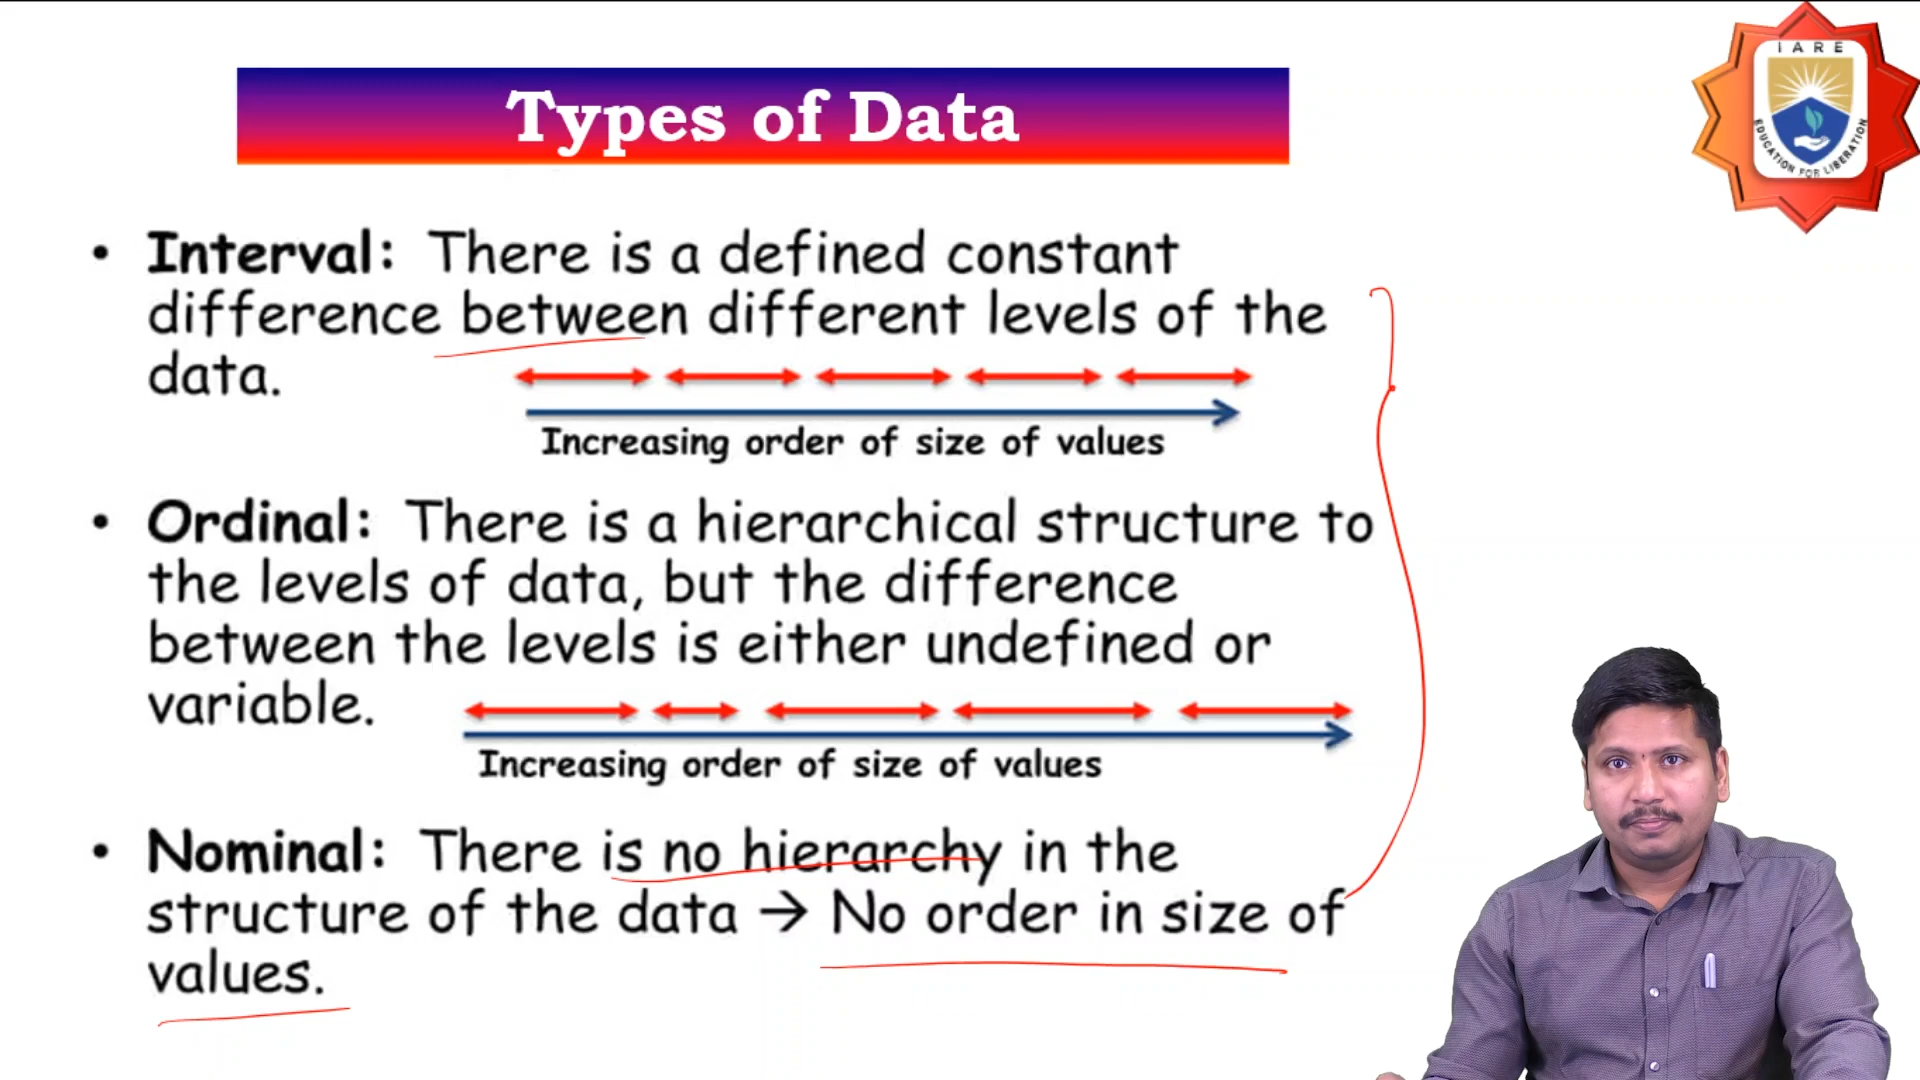 Types of Data
IARE
EDUCATION FOR LIBERATION
• Interval: There is a defined constant
difference between different levels of the
data.
Increasing order of size of values
• Ordinal: There is a hierarchical structure to
the levels of data, but the difference
between the levels is either undefined or
variable.
Increasing order of size of values
• Nominal: There is no hierarchy in the
structure of the data → No order in size of
values.